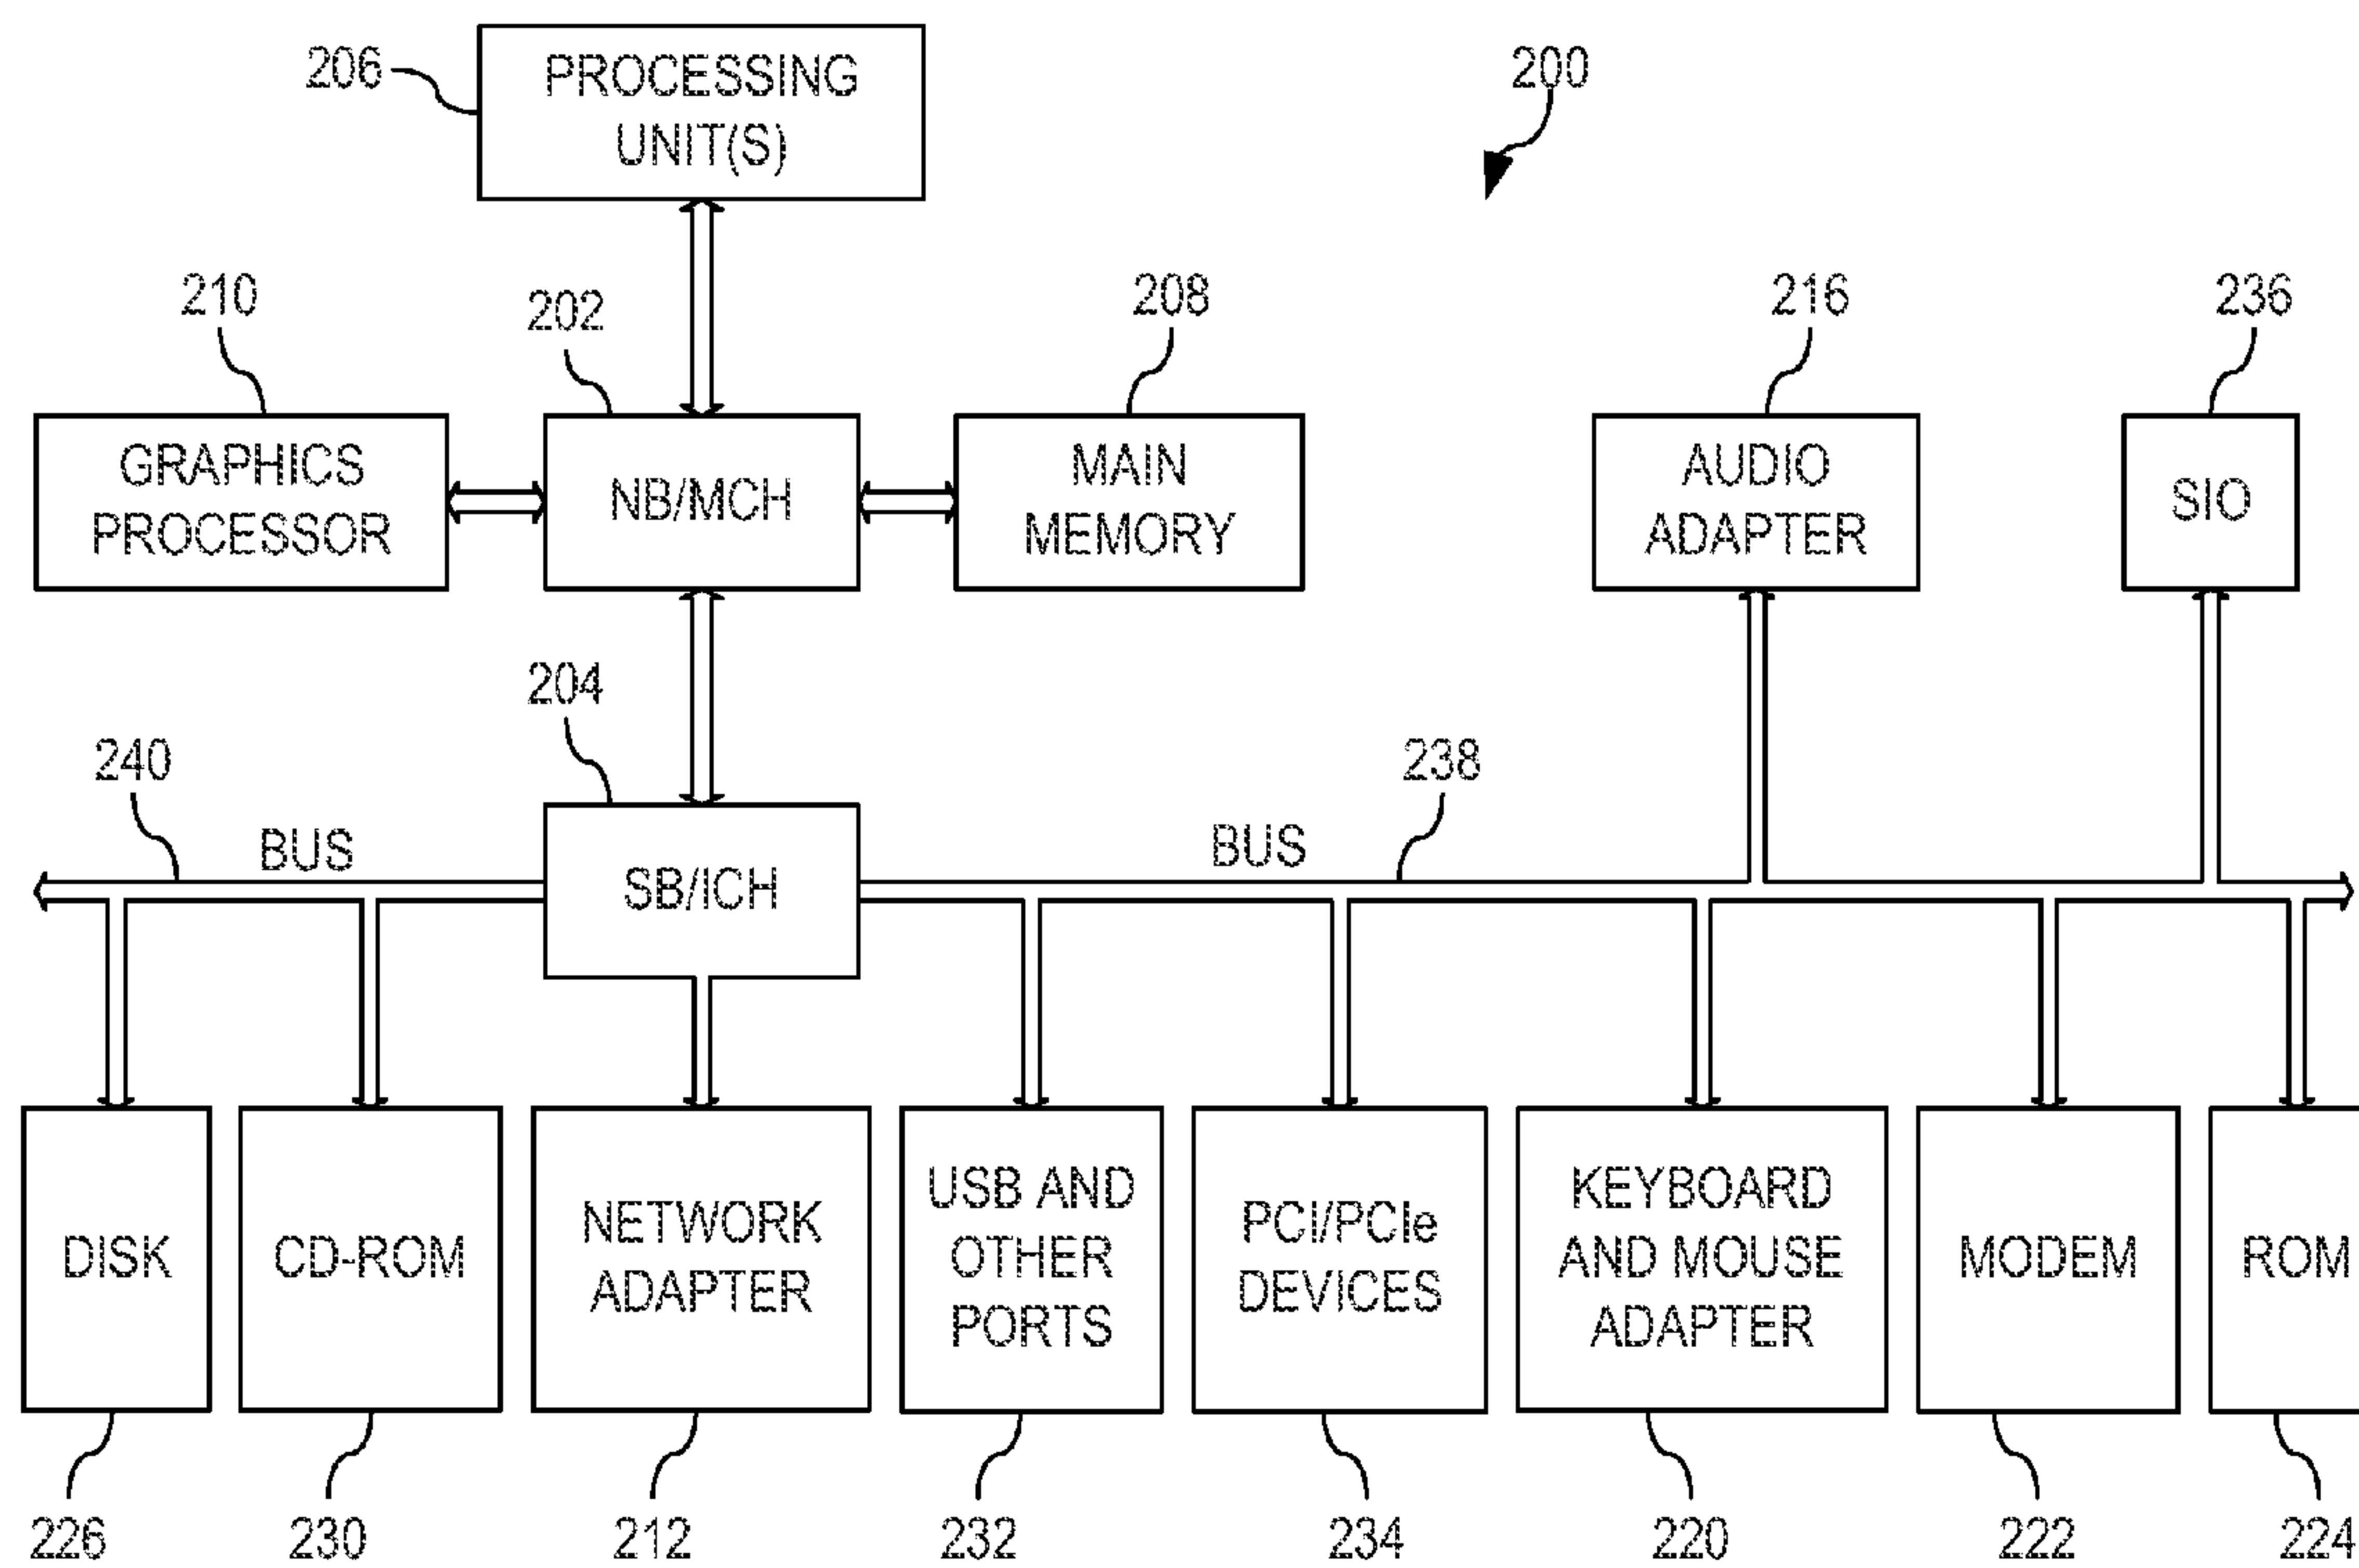 206
PROCESSING
UNIT(S)
200
210
202
208
216
236
GRAPHICS
PROCESSOR
NB/MCH
MAIN
MEMORY
AUDIO
ADAPTER
SIO
204
240
238
BUS
BUS
SB/ICH
DISK
CD-ROM
NETWORK
ADAPTER
USB AND
OTHER
PORTS
PCI/PCIe
DEVICES
KEYBOARD
AND MOUSE
ADAPTER
MODEM
ROM
226
230
212
232
234
220
222
224